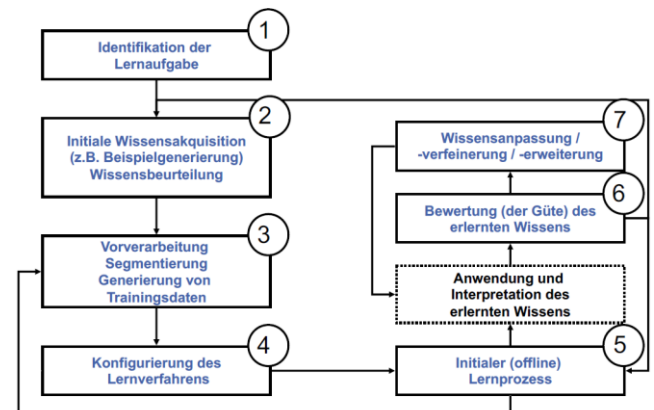 1
Identifikation der
Lernaufgabe
2
Initiale Wissensakquisition
(z.B. Beispielgenerierung)
Wissensbeurteilung
3
Vorverarbeitung
Segmentierung
Generierung von
Trainingsdaten
4
Konfigurierung des
Lernverfahrens
7
Wissensanpassung /
-verfeinerung / -erweiterung
6
Bewertung (der Güte) des
erlernten Wissens
Anwendung und
Interpretation des
erlernten Wissens
5
Initialer (offline)
Lernprozess